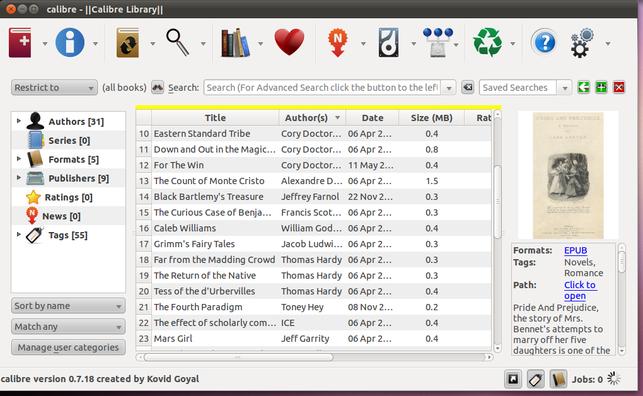 calibre - ||Calibre Library||
Restrict to (all books) Search: Search (For Advanced Search click the button to the left Saved Searches
Authors [31]
Series [0]
Formats [5]
Publishers [9]
Ratings [0]
News [0]
Tags [55]
Sort by name
Match any
Manage user categories
Title Author(s) Date Size (MB) Rat
10 Eastern Standard Tribe Cory Doctor... 06 Apr 2... 0.4
11 Down and Out in the Magic... Cory Doctor... 06 Apr 2... 0.8
12 For The Win Cory Doctor... 11 May 2... 0.4
13 The Count of Monte Cristo Alexandre D... 06 Apr 2... 1.5
14 Black Bartlemy's Treasure Jeffrey Farnol 22 Nov 2... 0.3
15 The Curious Case of Benja... Francis Scot... 06 Apr 2... 0.3
16 Caleb Williams William God... 06 Apr 2... 0.4
17 Grimm's Fairy Tales Jacob Ludwi... 06 Apr 2... 0.3
18 Far from the Madding Crowd Thomas Hardy 06 Apr 2... 0.3
19 The Return of the Native Thomas Hardy 06 Apr 2... 0.3
20 Tess of the d'Urbervilles Thomas Hardy 06 Apr 2... 0.4
21 The Fourth Paradigm Toney Hey 08 Nov 2... 0.2
22 The effect of scholarly com... ICE 06 Apr 2... 0.4
23 Mars Girl Jeff Garrity 06 Apr 2... 0.4
Formats: EPUB
Tags: Novels,
Romance
Path: Click to
open
Pride And Prejudice,
the story of Mrs.
Bennet's attempts to
marry off her five
daughters is one of the
calibre version 0.7.18 created by Kovid Goyal
Jobs: 0